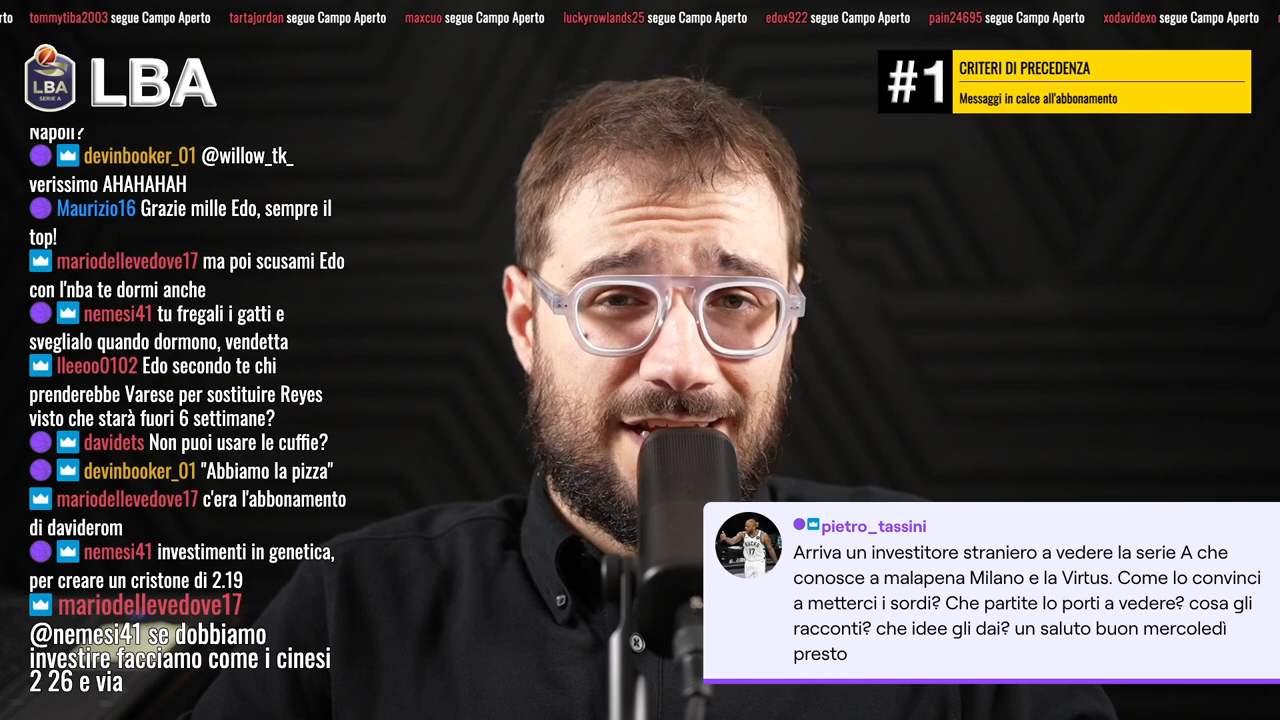 rto tommytiba2003 segue Campo Aperto tartajordan segue Campo Aperto maxcuo segue Campo Aperto luckyrowlands25 segue Campo Aperto edox922 segue Campo Aperto pain24695 segue Campo Aperto xodavidexo segue Campo Aperto
LBA
SERIE A
LBA
#1
CRITERI DI PRECEDENZA
Messaggi in calce all'abbonamento
Napoli?
devinbooker_01 @willow_tk_
verissimo AHAHAHAH
Maurizio16 Grazie mille Edo, sempre il
top!
mariodellevedove17 ma poi scusami Edo
con l'nba te dormi anche
nemesi41 tu fregali i gatti e
sveglialo quando dormono, vendetta
lleeoo0102 Edo secondo te chi
prenderebbe Varese per sostituire Reyes
visto che starà fuori 6 settimane?
davidets Non puoi usare le cuffie?
devinbooker_01 "Abbiamo la pizza"
mariodellevedove17 c'era l'abbonamento
di daviderom
nemesi41 investimenti in genetica,
per creare un cristone di 2.19
mariodellevedove17
@nemesi41 se dobbiamo
investire facciamo come i cinesi
2 26 e via
pietro_tassini
Arriva un investitore straniero a vedere la serie A che
conosce a malapena Milano e la Virtus. Come lo convinci
a metterci i sordi? Che partite lo porti a vedere? cosa gli
racconti? che idee gli dai? un saluto buon mercoledì
presto